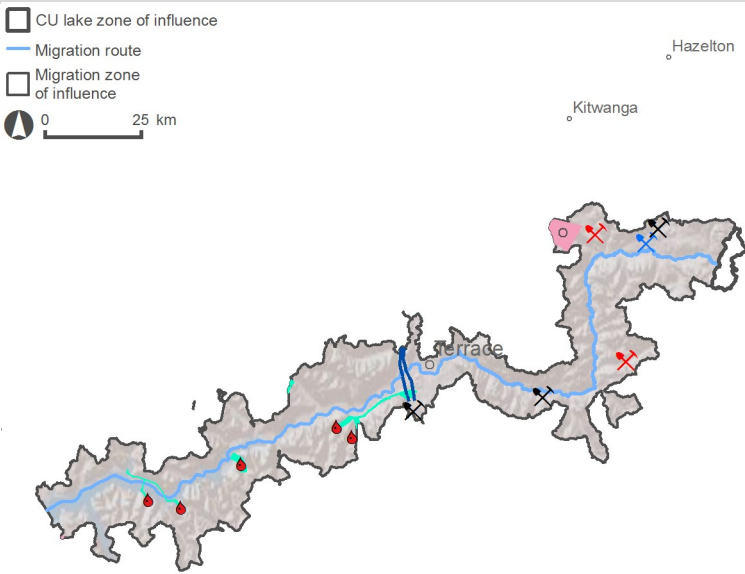 CU lake zone of influence
Migration route
Migration zone
of influence
0 25 km
Hazelton
Kitwanga
Terrace